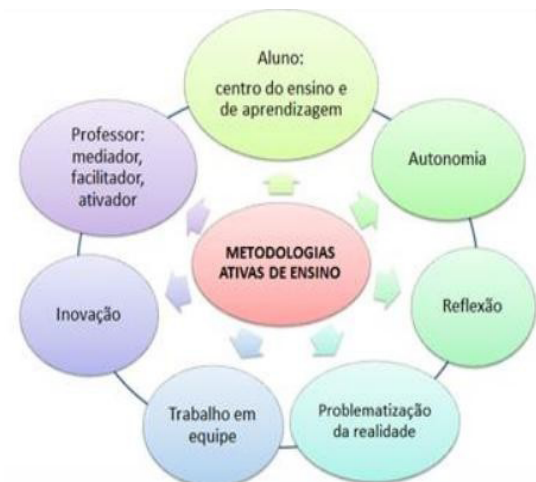 Aluno:
centro do ensino e
de aprendizagem
Autonomia
Reflexão
Problematização
da realidade
Trabalho em
equipe
Inovação
Professor:
mediador,
facilitador,
ativador
METODOLOGIAS
ATIVAS DE ENSINO